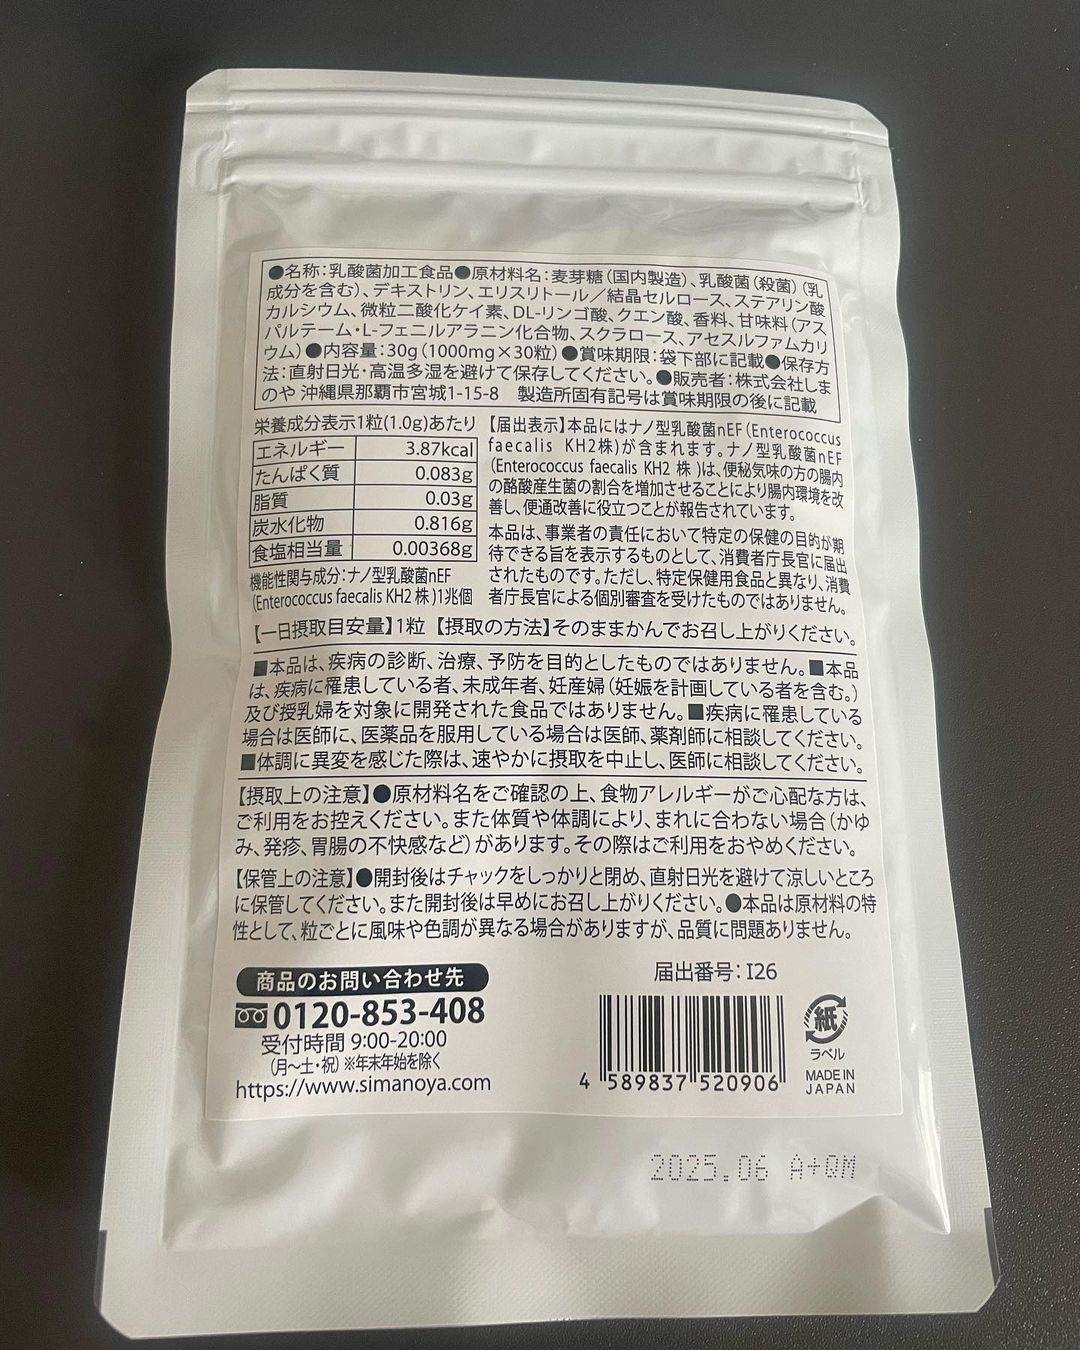 ●名称：乳酸菌加工食品●原材料名：麦芽糖（国内製造）、乳酸菌（殺菌）（乳
成分を含む）、デキストリン、エリスリトール／結晶セルロース、ステアリン酸
カルシウム、微粒二酸化ケイ素、DL-リンゴ酸、クエン酸、香料、甘味料（アス
パルテーム・L-フェニルアラニン化合物、スクラロース、アセスルファムカリ
ウム）●内容量：30g（1000mg×30粒）●賞味期限：袋下部に記載●保存方
法：直射日光・高温多湿を避けて保存してください。●販売者：株式会社しま
のや 沖縄県那覇市宮城1-15-8　製造所固有記号は賞味期限の後に記載
栄養成分表示1粒(1.0g)あたり
エネルギー 3.87kcal
たんぱく質 0.083g
脂質 0.03g
炭水化物 0.816g
食塩相当量 0.00368g
機能性関与成分：ナノ型乳酸菌nEF
（Enterococcus faecalis KH2 株）1兆個
【届出表示】本品にはナノ型乳酸菌nEF（Enterococcus
faecalis KH2株）が含まれます。ナノ型乳酸菌nEF
（Enterococcus faecalis KH2 株）は、便秘気味の方の腸内
の酪酸産生菌の割合を増加させることにより腸内環境を改
善し、便通改善に役立つことが報告されています。
本品は、事業者の責任において特定の保健の目的が期
待できる旨を表示するものとして、消費者庁長官に届出
されたものです。ただし、特定保健用食品と異なり、消費
者庁長官による個別審査を受けたものではありません。
【一日摂取目安量】1粒 【摂取の方法】そのままかんでお召し上がりください。
■本品は、疾病の診断、治療、予防を目的としたものではありません。■本品
は、疾病に罹患している者、未成年者、妊産婦（妊娠を計画している者を含む。）
及び授乳婦を対象に開発された食品ではありません。■疾病に罹患している
場合は医師に、医薬品を服用している場合は医師、薬剤師に相談してください。
■体調に異変を感じた際は、速やかに摂取を中止し、医師に相談してください。
【摂取上の注意】●原材料名をご確認の上、食物アレルギーがご心配な方は、
ご利用をお控えください。また体質や体調により、まれに合わない場合（かゆ
み、発疹、胃腸の不快感など）があります。その際はご利用をおやめください。
【保管上の注意】●開封後はチャックをしっかりと閉め、直射日光を避けて涼しいところ
に保管してください。また開封後は早めにお召し上がりください。●本品は原材料の特
性として、粒ごとに風味や色調が異なる場合がありますが、品質に問題ありません。
商品のお問い合わせ先
0120-853-408
受付時間 9:00-20:00
（月～土・祝）※年末年始を除く
https://www.simanoya.com
届出番号：I26
4 589837 520906
紙
ラベル
MADE IN
JAPAN
2025.06 A+QM